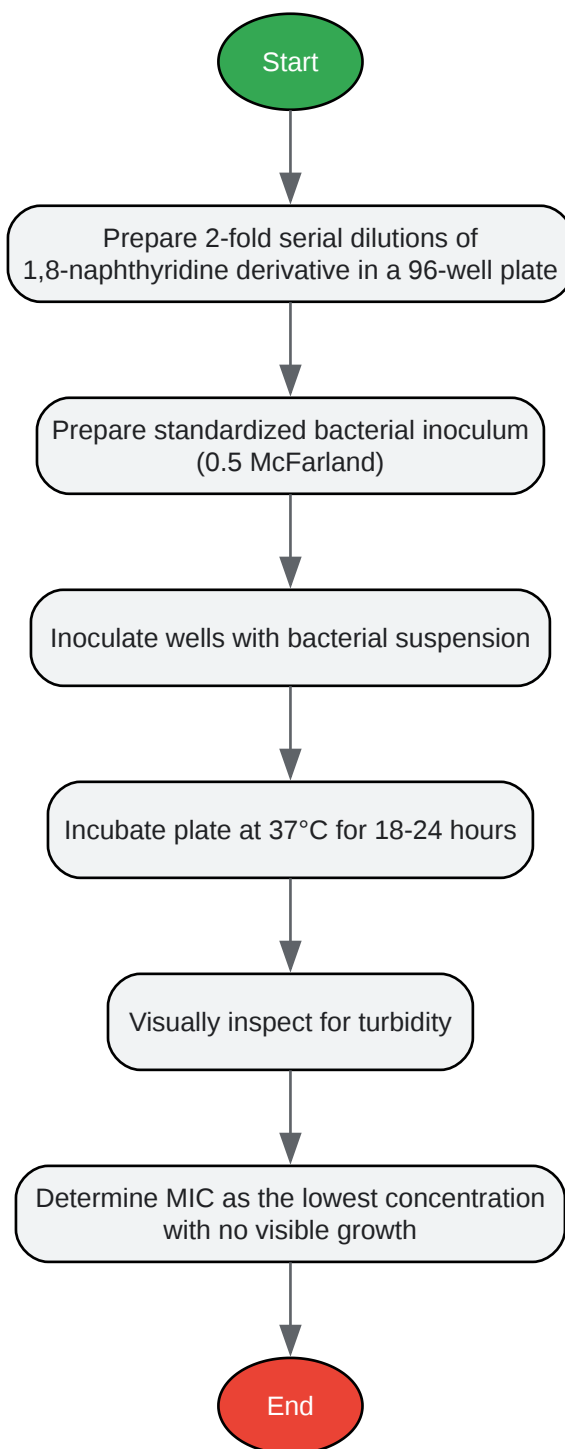 Start
Prepare 2-fold serial dilutions of
1,8-naphthyridine derivative in a 96-well plate
Prepare standardized bacterial inoculum
(0.5 McFarland)
Inoculate wells with bacterial suspension
Incubate plate at 37°C for 18-24 hours
Visually inspect for turbidity
Determine MIC as the lowest concentration
with no visible growth
End